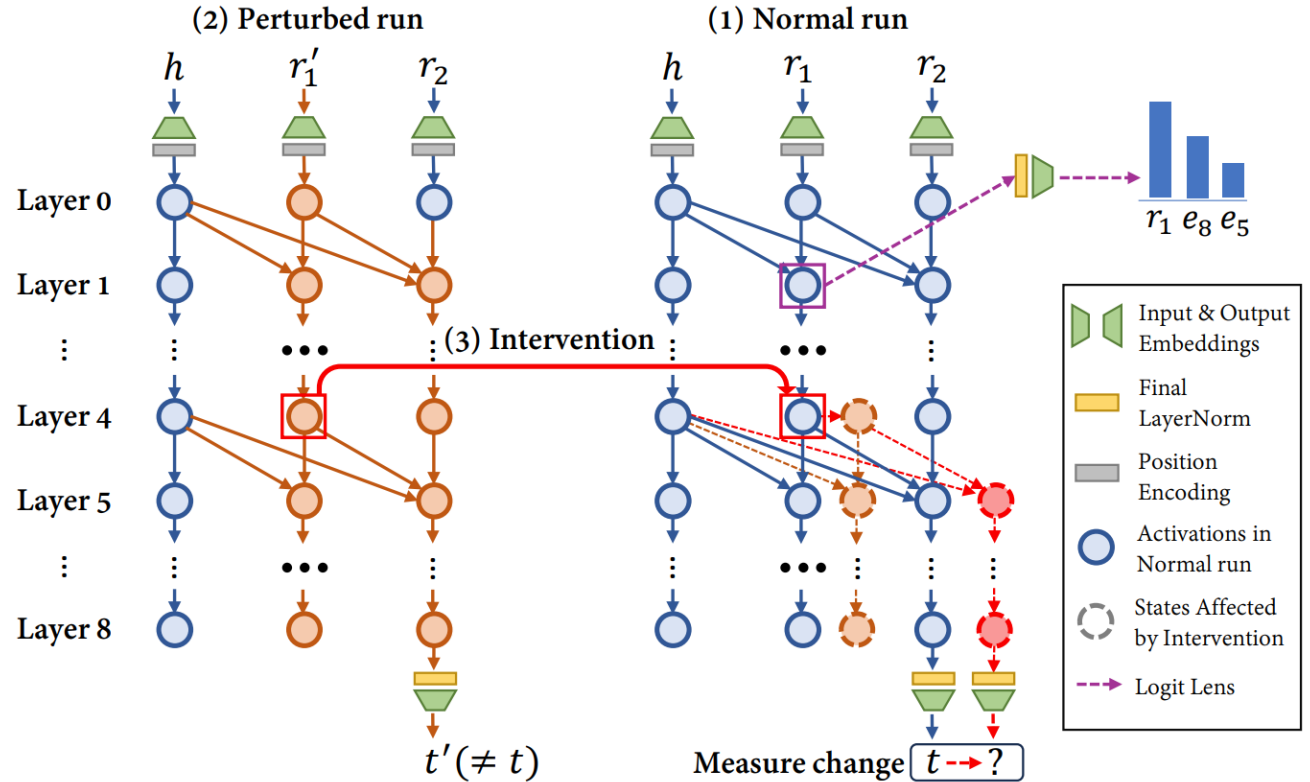 (2) Perturbed run
(1) Normal run
h r₁′ r₂
h r₁ r₂
r₁ e₈ e₅
Layer 0
Layer 1
⋮ ⋮ ••• ⋮ ⋮ ••• ⋮
(3) Intervention
Layer 4
Layer 5
⋮ ⋮ ••• ⋮ ⋮ ••• ⋮ ⋮ ⋮
Layer 8
t′(≠ t)
Measure change t ?
Input & Output
Embeddings
Final
LayerNorm
Position
Encoding
Activations in
Normal run
States Affected
by Intervention
Logit Lens